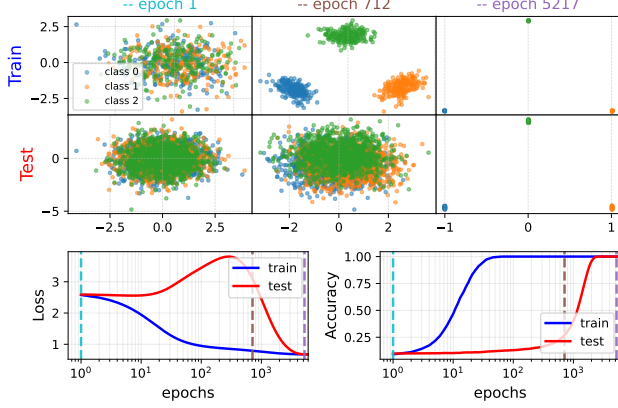 -- epoch 1 -- epoch 712 -- epoch 5217
Train
2.5
0.0
−2.5
class 0
class 1
class 2
Test
0
−5
−2.5 0.0 2.5 −2 0 2 −1 0 1
Loss
3
2
1
train
test
10⁰ 10¹ 10² 10³
epochs
Accuracy
1.00
0.75
0.50
0.25
train
test
10⁰ 10¹ 10² 10³
epochs